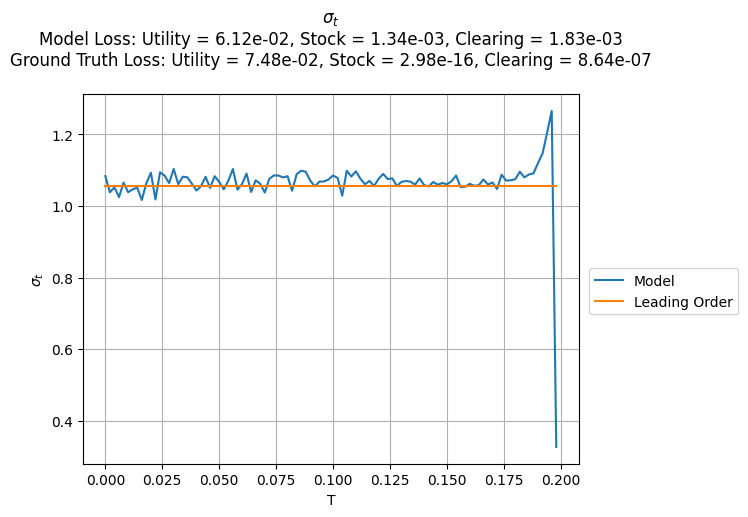 σt
Model Loss: Utility = 6.12e-02, Stock = 1.34e-03, Clearing = 1.83e-03
Ground Truth Loss: Utility = 7.48e-02, Stock = 2.98e-16, Clearing = 8.64e-07
1.2
1.0
0.8
0.6
0.4
σt
0.000 0.025 0.050 0.075 0.100 0.125 0.150 0.175 0.200
T
Model
Leading Order